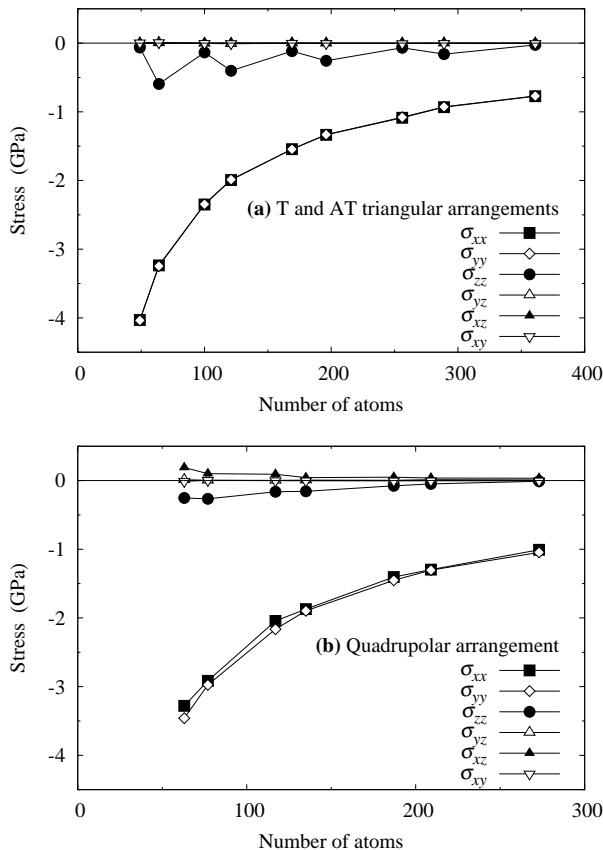 0
-1
-2
-3
-4
Stress (GPa)
(a) T and AT triangular arrangements
σxx
σyy
σzz
σyz
σxz
σxy
0 100 200 300 400
Number of atoms
0
-1
-2
-3
-4
Stress (GPa)
(b) Quadrupolar arrangement
σxx
σyy
σzz
σyz
σxz
σxy
0 100 200 300
Number of atoms